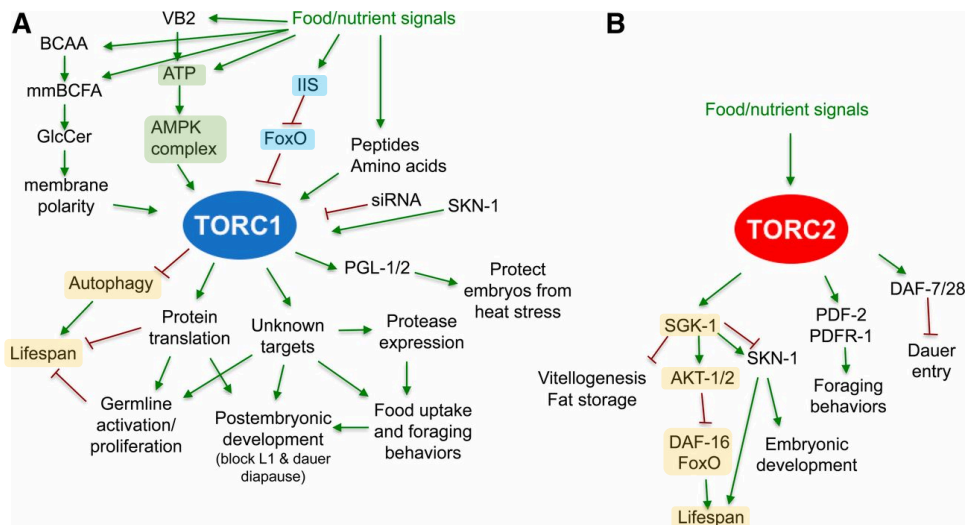 A
VB2
Food/nutrient signals
BCAA
ATP
mmBCFA
IIS
GlcCer
AMPK
complex
FoxO
Peptides
Amino acids
membrane
polarity
siRNA
SKN-1
TORC1
PGL-1/2
Protect
embryos from
heat stress
Autophagy
Protein
translation
Unknown
targets
Protease
expression
Lifespan
Germline
activation/
proliferation
Postembryonic
development
(block L1 & dauer
diapause)
Food uptake
and foraging
behaviors
B
Food/nutrient signals
TORC2
DAF-7/28
SGK-1
PDF-2
PDFR-1
SKN-1
Dauer
entry
Vitellogenesis
Fat storage
AKT-1/2
Foraging
behaviors
DAF-16
FoxO
Embryonic
development
Lifespan